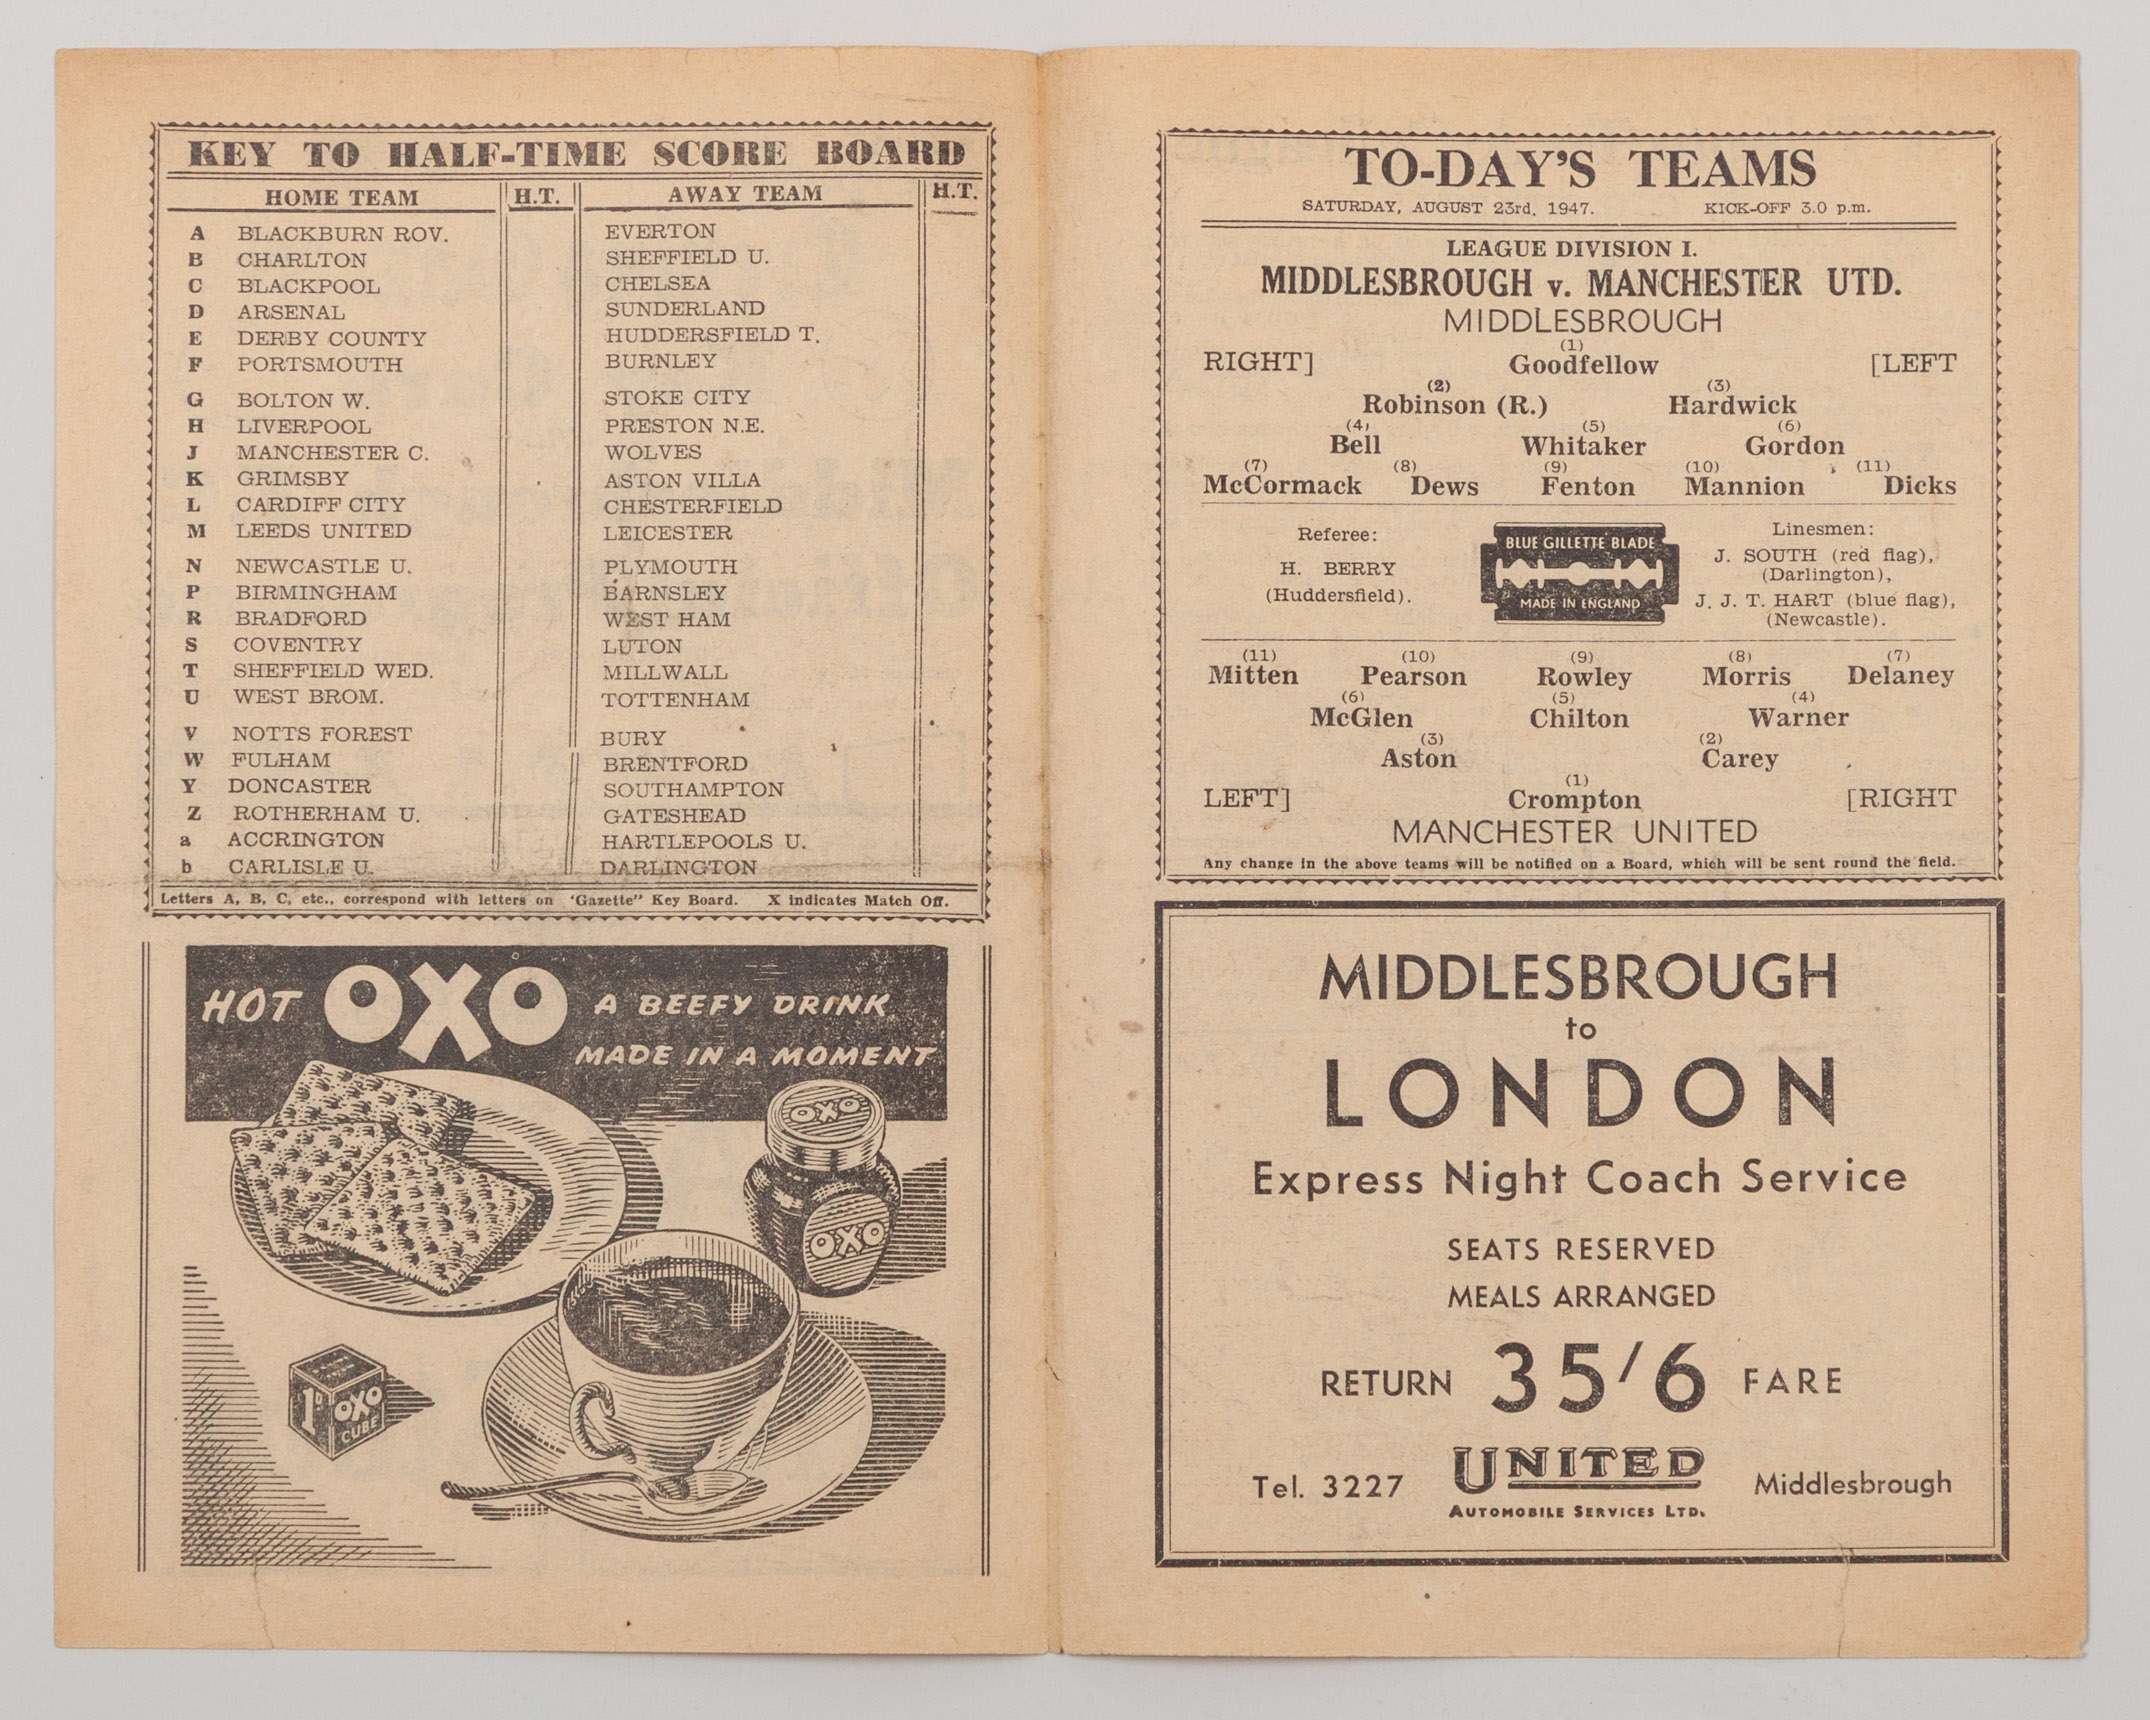 KEY TO HALF-TIME SCORE BOARD
HOME TEAM H.T. AWAY TEAM H.T.
A BLACKBURN ROV. EVERTON
B CHARLTON SHEFFIELD U.
C BLACKPOOL CHELSEA
D ARSENAL SUNDERLAND
E DERBY COUNTY HUDDERSFIELD T.
F PORTSMOUTH BURNLEY
G BOLTON W. STOKE CITY
H LIVERPOOL PRESTON N.E.
J MANCHESTER C. WOLVES
K GRIMSBY ASTON VILLA
L CARDIFF CITY CHESTERFIELD
M LEEDS UNITED LEICESTER
N NEWCASTLE U. PLYMOUTH
P BIRMINGHAM BARNSLEY
R BRADFORD WEST HAM
S COVENTRY LUTON
T SHEFFIELD WED. MILLWALL
U WEST BROM. TOTTENHAM
V NOTTS FOREST BURY
W FULHAM BRENTFORD
Y DONCASTER SOUTHAMPTON
Z ROTHERHAM U. GATESHEAD
a ACCRINGTON HARTLEPOOLS U.
b CARLISLE U. DARLINGTON
Letters A, B, C, etc., correspond with letters on 'Gazette" Key Board. X indicates Match Off.
HOT OXO A BEEFY DRINK
MADE IN A MOMENT
OXO
OXO
1D OXO
CUBE
TO-DAY'S TEAMS
SATURDAY, AUGUST 23rd, 1947. KICK-OFF 3.0 p.m.
LEAGUE DIVISION I.
MIDDLESBROUGH v. MANCHESTER UTD.
MIDDLESBROUGH
(1)
RIGHT] Goodfellow [LEFT
(2) (3)
Robinson (R.) Hardwick
(4) (5) (6)
Bell Whitaker Gordon
(7) (8) (9) (10) (11)
McCormack Dews Fenton Mannion Dicks
Referee:
H. BERRY
(Huddersfield).
BLUE GILLETTE BLADE
MADE IN ENGLAND
Linesmen:
J. SOUTH (red flag),
(Darlington),
J. J. T. HART (blue flag),
(Newcastle).
(11) (10) (9) (8) (7)
Mitten Pearson Rowley Morris Delaney
(6) (5) (4)
McGlen Chilton Warner
(3) (2)
Aston Carey
(1)
LEFT] Crompton [RIGHT
MANCHESTER UNITED
Any change in the above teams will be notified on a Board, which will be sent round the field.
MIDDLESBROUGH
to
LONDON
Express Night Coach Service
SEATS RESERVED
MEALS ARRANGED
RETURN 35/6 FARE
Tel. 3227 UNITED Middlesbrough
AUTOMOBILE SERVICES LTD.